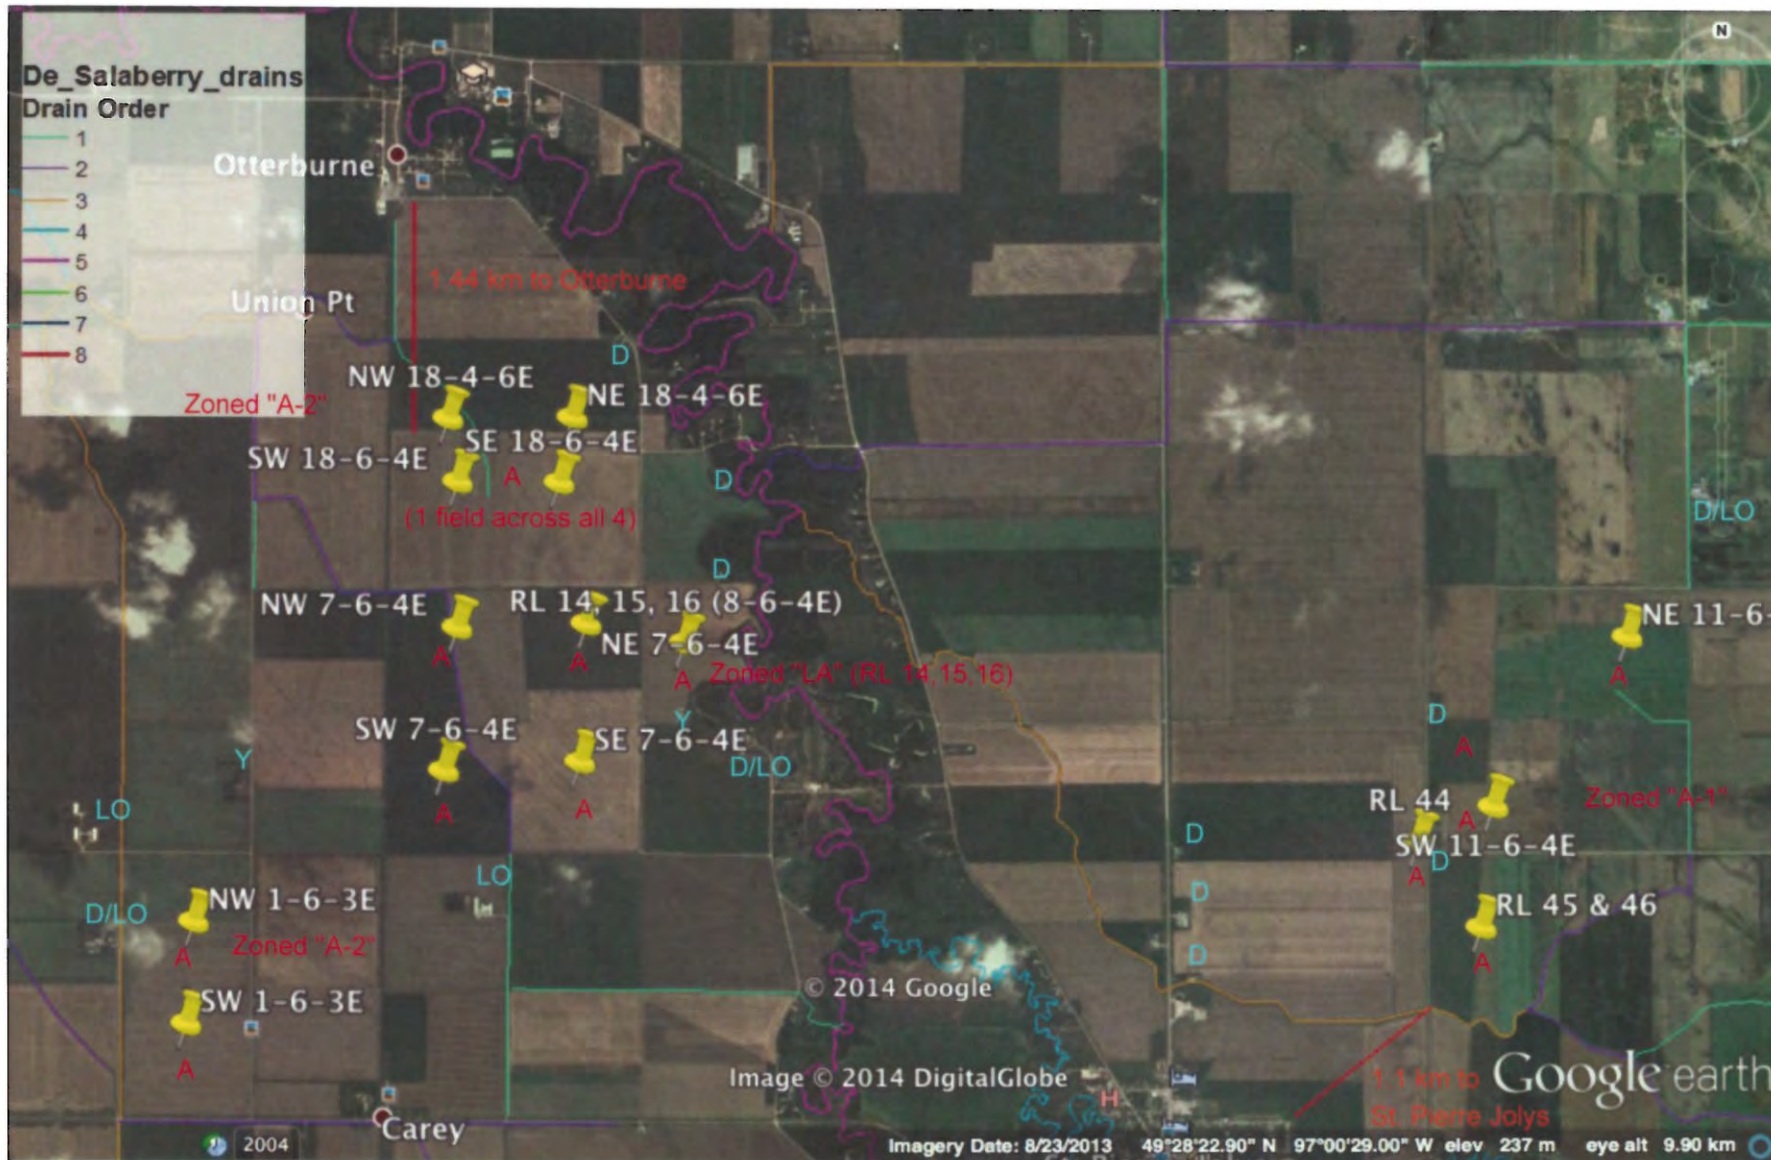 N
De_Salaberry_drains
Drain Order
1
2
3
4
5
6
7
8
Otterburne
Union Pt
1.44 km to Otterburne
D
NW 18-4-6E
NE 18-4-6E
Zoned "A-2"
SW 18-6-4E
SE 18-6-4E
A
D
D/LO
(1 field across all 4)
D
NW 7-6-4E
RL 14, 15, 16 (8-6-4E)
NE 11-6-
A
A
NE 7-6-4E
A
Zoned "LA" (RL 14,15,16)
A
Y
D
SW 7-6-4E
SE 7-6-4E
A
Y
D/LO
LO
A
A
RL 44
A
Zoned "A-1"
D
SW 11-6-4E
D
LO
A
NW 1-6-3E
D
RL 45 & 46
D/LO
A
Zoned "A-2"
D
A
SW 1-6-3E
© 2014 Google
A
Image © 2014 DigitalGlobe
H
1.1 km to
St. Pierre Jolys
Google earth
Carey
2004
Imagery Date: 8/23/2013 49°28'22.90" N 97°00'29.00" W elev 237 m eye alt 9.90 km